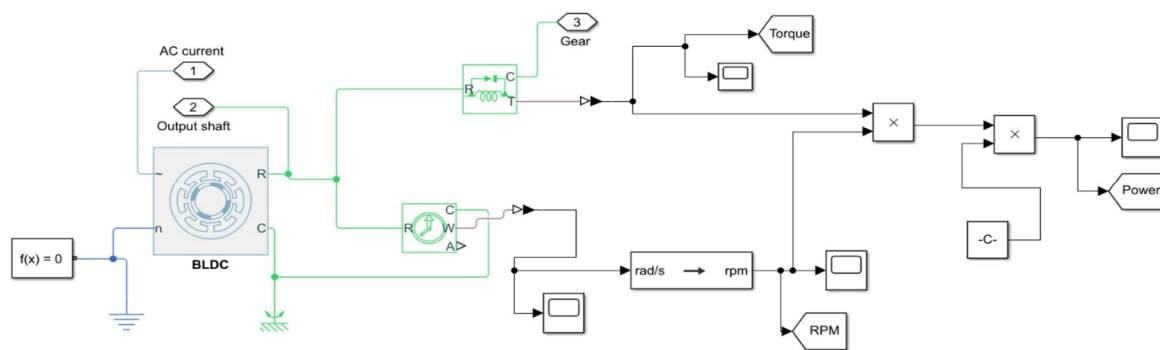 AC current
1
2
Output shaft
~
R
n
C
BLDC
f(x) = 0
3
Gear
R
C
T
Torque
R
C
W
A
rad/s
rpm
RPM
×
×
-C-
Power